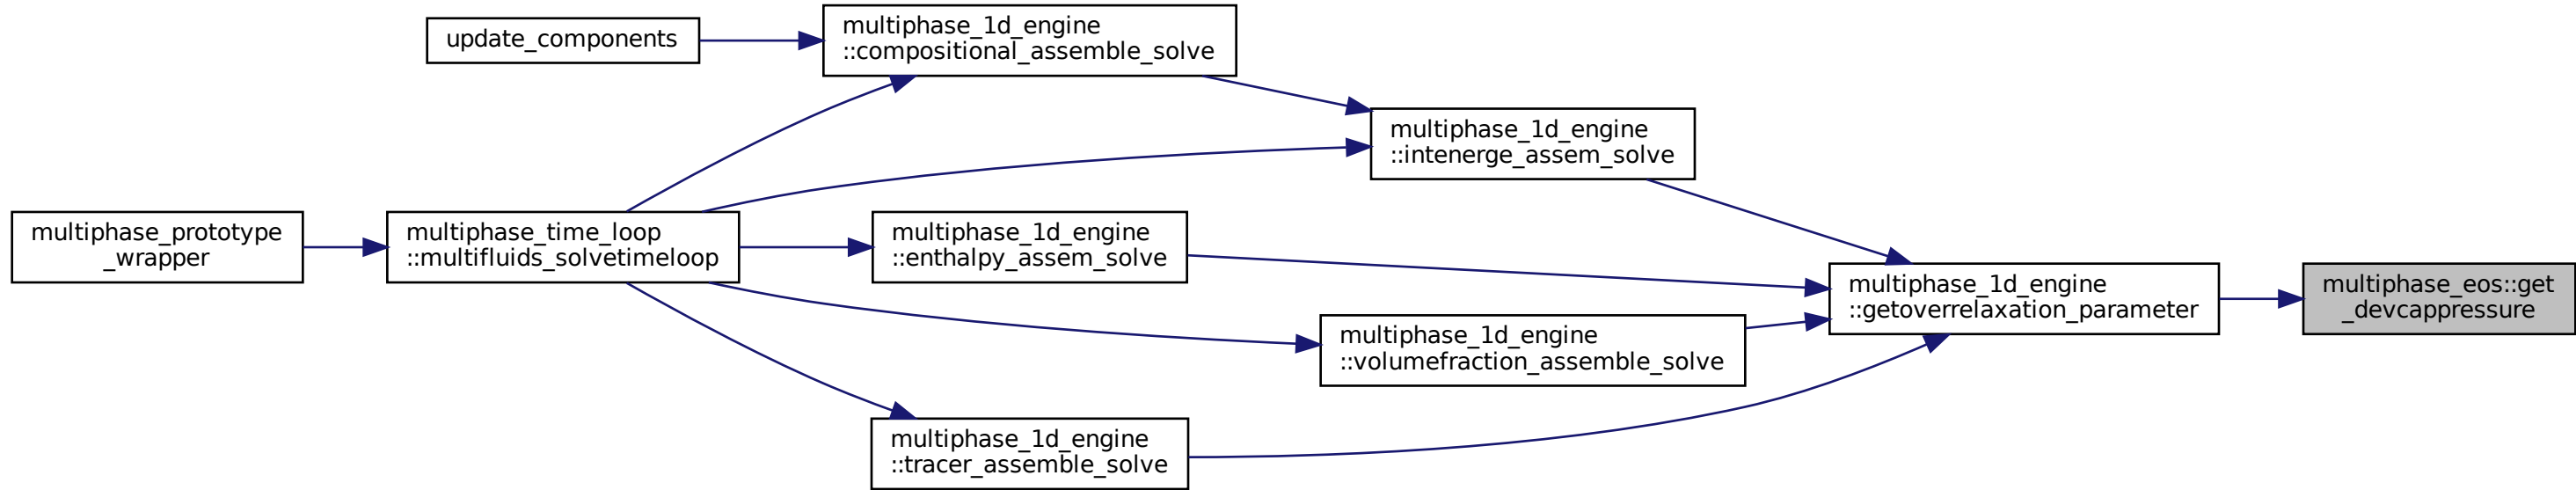 update_components
multiphase_1d_engine
::compositional_assemble_solve
multiphase_1d_engine
::intenerge_assem_solve
multiphase_prototype
_wrapper
multiphase_time_loop
::multifluids_solvetimeloop
multiphase_1d_engine
::enthalpy_assem_solve
multiphase_1d_engine
::getoverrelaxation_parameter
multiphase_eos::get
_devcappressure
multiphase_1d_engine
::volumefraction_assemble_solve
multiphase_1d_engine
::tracer_assemble_solve